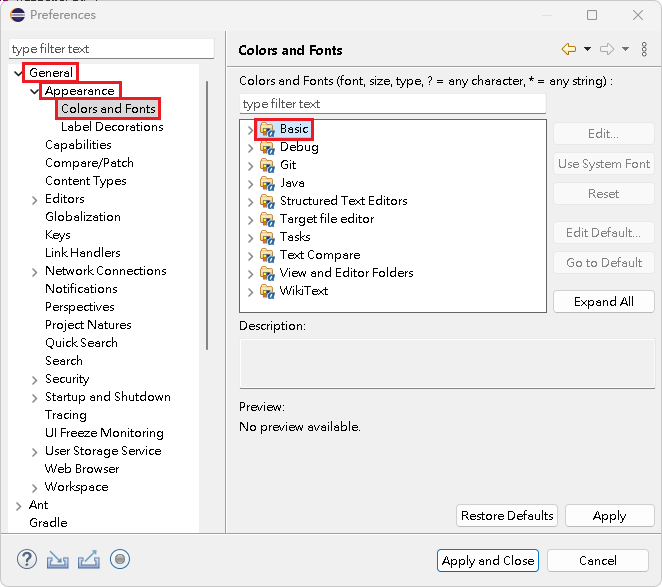 Preferences
type filter text
General
Appearance
Colors and Fonts
Label Decorations
Capabilities
Compare/Patch
Content Types
Editors
Globalization
Keys
Link Handlers
Network Connections
Notifications
Perspectives
Project Natures
Quick Search
Search
Security
Startup and Shutdown
Tracing
UI Freeze Monitoring
User Storage Service
Web Browser
Workspace
Ant
Gradle
Colors and Fonts
Colors and Fonts (font, size, type, ? = any character, * = any string) :
type filter text
Basic
Debug
Git
Java
Structured Text Editors
Target file editor
Tasks
Text Compare
View and Editor Folders
WikiText
Edit...
Use System Font
Reset
Edit Default...
Go to Default
Expand All
Description:
Preview:
No preview available.
Restore Defaults
Apply
Apply and Close
Cancel